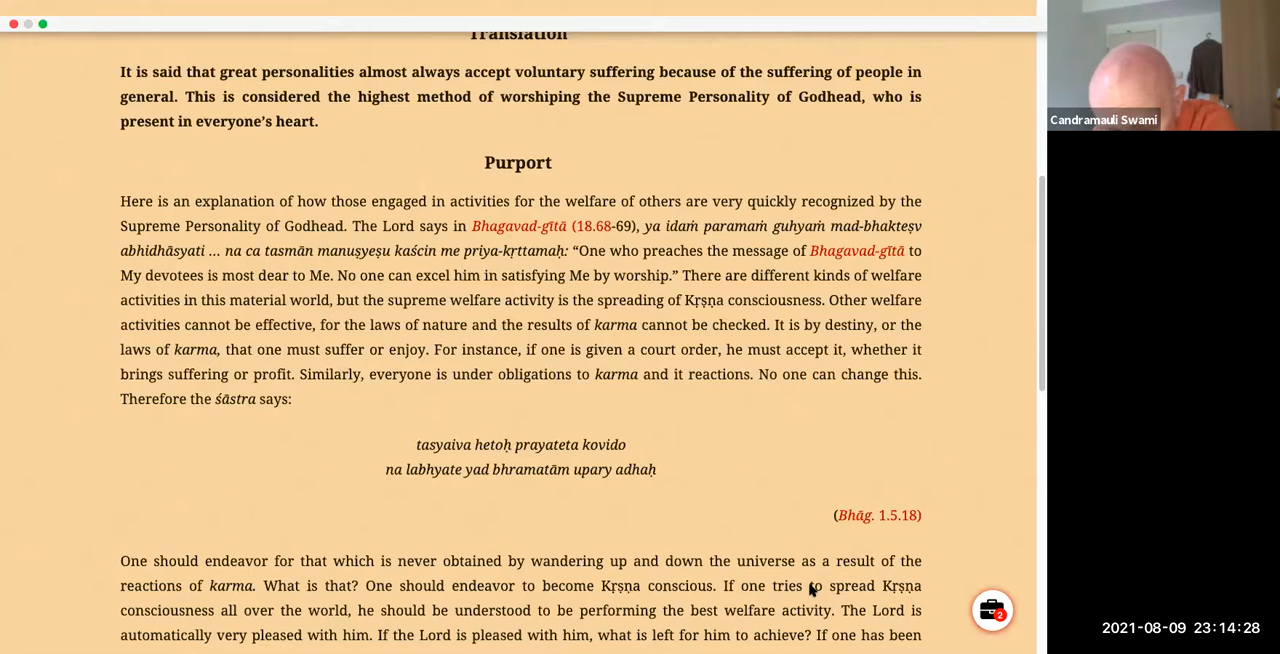 Translation
It is said that great personalities almost always accept voluntary suffering because of the suffering of people in
general. This is considered the highest method of worshiping the Supreme Personality of Godhead, who is
present in everyone’s heart.
Purport
Here is an explanation of how those engaged in activities for the welfare of others are very quickly recognized by the
Supreme Personality of Godhead. The Lord says in Bhagavad-gītā (18.68-69), ya idaṁ paramaṁ guhyaṁ mad-bhakteṣv
abhidhāsyati … na ca tasmān manuṣyeṣu kaścin me priya-kṛttamaḥ: “One who preaches the message of Bhagavad-gītā to
My devotees is most dear to Me. No one can excel him in satisfying Me by worship.” There are different kinds of welfare
activities in this material world, but the supreme welfare activity is the spreading of Kṛṣṇa consciousness. Other welfare
activities cannot be effective, for the laws of nature and the results of karma cannot be checked. It is by destiny, or the
laws of karma, that one must suffer or enjoy. For instance, if one is given a court order, he must accept it, whether it
brings suffering or profit. Similarly, everyone is under obligations to karma and it reactions. No one can change this.
Therefore the śāstra says:
tasyaiva hetoḥ prayateta kovido
na labhyate yad bhramatām upary adhaḥ
(Bhāg. 1.5.18)
One should endeavor for that which is never obtained by wandering up and down the universe as a result of the
reactions of karma. What is that? One should endeavor to become Kṛṣṇa conscious. If one tries to spread Kṛṣṇa
consciousness all over the world, he should be understood to be performing the best welfare activity. The Lord is
automatically very pleased with him. If the Lord is pleased with him, what is left for him to achieve? If one has been
2
Candramauli Swami
2021-08-09 23:14:28